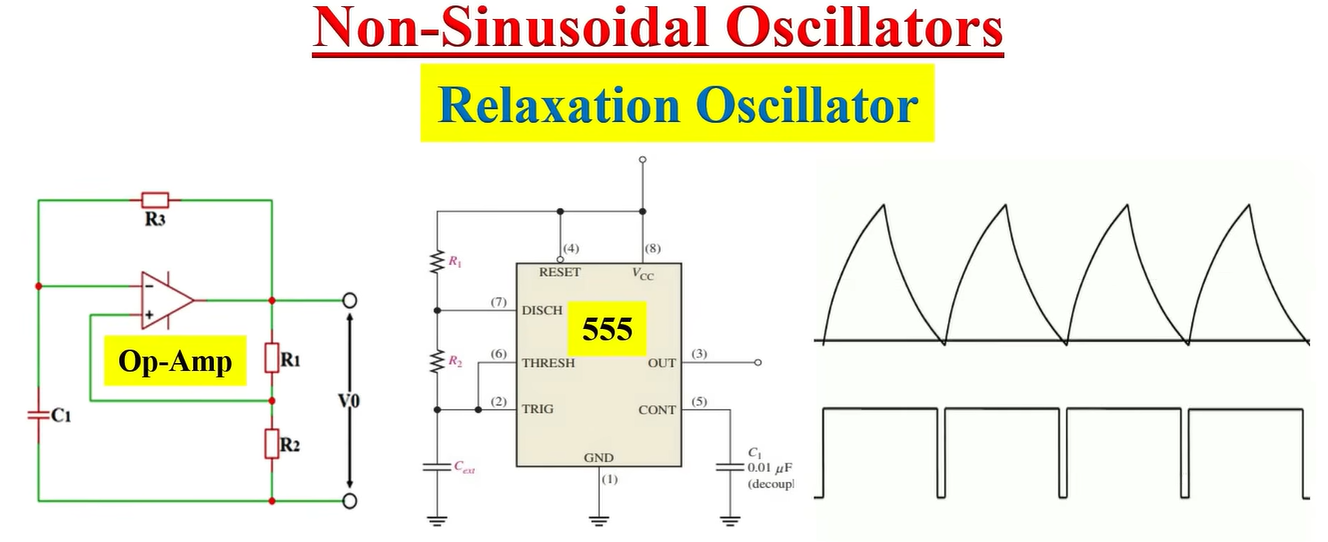 Non-Sinusoidal Oscillators
Relaxation Oscillator
R3
-
+
Op-Amp
R1
R2
C1
V0
R1
R2
Cext
(4)
RESET
(8)
VCC
(7)
DISCH
555
(6)
THRESH
OUT
(3)
(2)
TRIG
CONT
(5)
GND
(1)
C1
0.01 μF
(decoupl